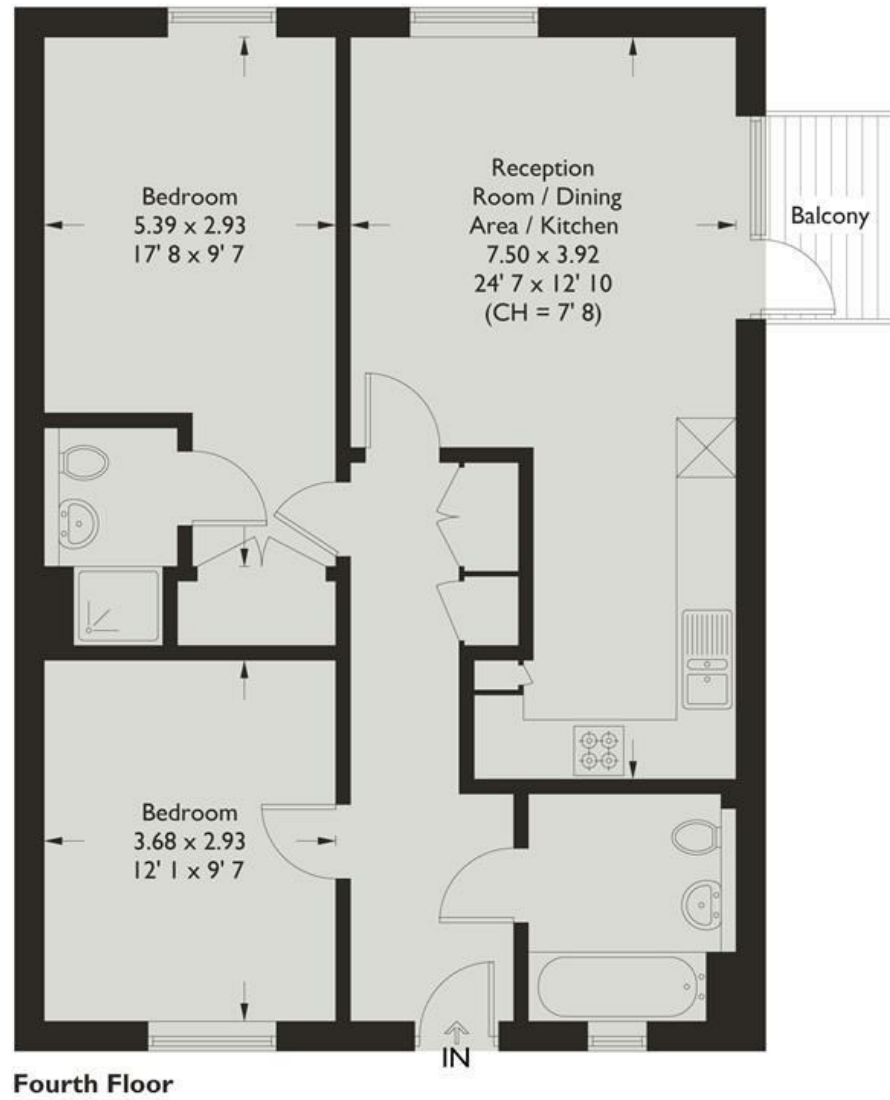 Bedroom
5.39 x 2.93
17' 8 x 9' 7
Reception
Room / Dining
Area / Kitchen
7.50 x 3.92
24' 7 x 12' 10
(CH = 7' 8)
Balcony
Bedroom
3.68 x 2.93
12' 1 x 9' 7
IN
Fourth Floor